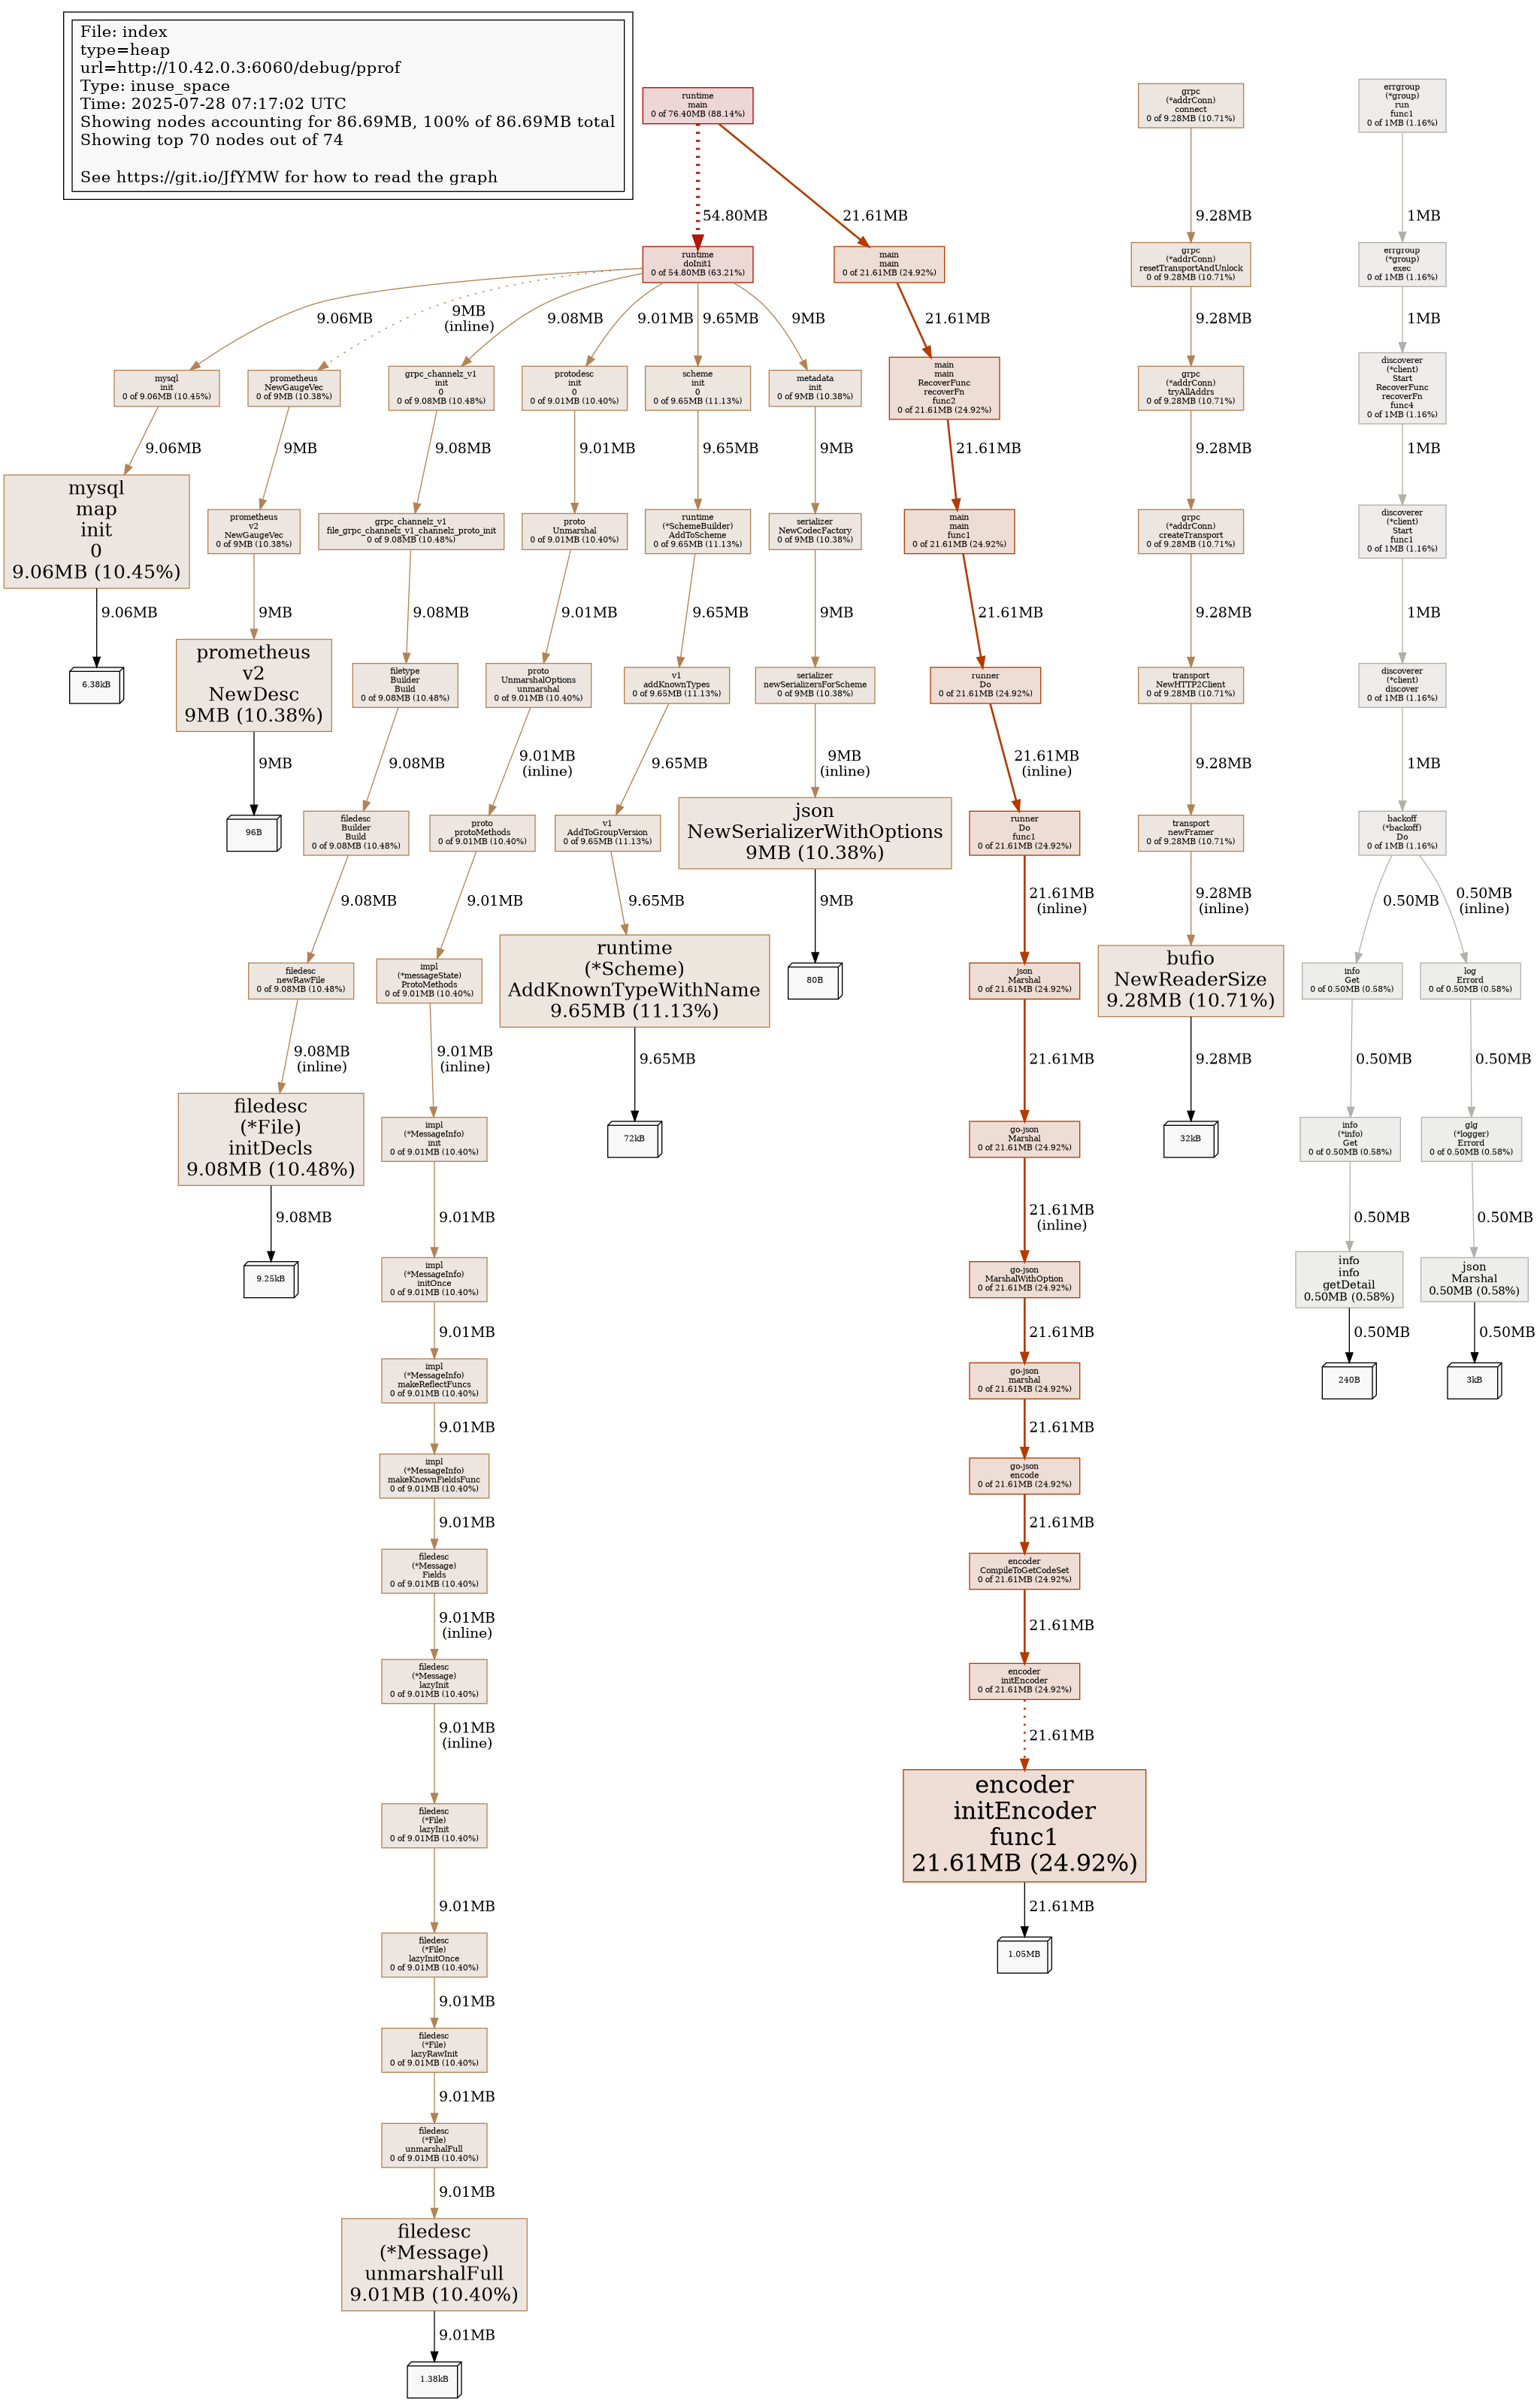 File: index
type=heap
url=http://10.42.0.3:6060/debug/pprof
Type: inuse_space
Time: 2025-07-28 07:17:02 UTC
Showing nodes accounting for 86.69MB, 100% of 86.69MB total
Showing top 70 nodes out of 74
See https://git.io/JfYMW for how to read the graph
runtime
main
0 of 76.40MB (88.14%)
grpc
(*addrConn)
connect
0 of 9.28MB (10.71%)
errgroup
(*group)
run
func1
0 of 1MB (1.16%)
54.80MB
21.61MB
9.28MB
1MB
runtime
doInit1
0 of 54.80MB (63.21%)
main
main
0 of 21.61MB (24.92%)
grpc
(*addrConn)
resetTransportAndUnlock
0 of 9.28MB (10.71%)
errgroup
(*group)
exec
0 of 1MB (1.16%)
9.06MB
9MB
(inline)
9.08MB
9.01MB
9.65MB
9MB
21.61MB
9.28MB
1MB
mysql
init
0 of 9.06MB (10.45%)
prometheus
NewGaugeVec
0 of 9MB (10.38%)
grpc_channelz_v1
init
0
0 of 9.08MB (10.48%)
protodesc
init
0
0 of 9.01MB (10.40%)
scheme
init
0
0 of 9.65MB (11.13%)
metadata
init
0 of 9MB (10.38%)
main
main
RecoverFunc
recoverFn
func2
0 of 21.61MB (24.92%)
grpc
(*addrConn)
tryAllAddrs
0 of 9.28MB (10.71%)
discoverer
(*client)
Start
RecoverFunc
recoverFn
func4
0 of 1MB (1.16%)
9.06MB
9MB
9.08MB
9.01MB
9.65MB
9MB
21.61MB
9.28MB
1MB
mysql
map
init
0
9.06MB (10.45%)
prometheus
v2
NewGaugeVec
0 of 9MB (10.38%)
grpc_channelz_v1
file_grpc_channelz_v1_channelz_proto_init
0 of 9.08MB (10.48%)
proto
Unmarshal
0 of 9.01MB (10.40%)
runtime
(*SchemeBuilder)
AddToScheme
0 of 9.65MB (11.13%)
serializer
NewCodecFactory
0 of 9MB (10.38%)
main
main
func1
0 of 21.61MB (24.92%)
grpc
(*addrConn)
createTransport
0 of 9.28MB (10.71%)
discoverer
(*client)
Start
func1
0 of 1MB (1.16%)
9.06MB
9MB
9.08MB
9.01MB
9.65MB
9MB
21.61MB
9.28MB
1MB
6.38kB
prometheus
v2
NewDesc
9MB (10.38%)
filetype
Builder
Build
0 of 9.08MB (10.48%)
proto
UnmarshalOptions
unmarshal
0 of 9.01MB (10.40%)
v1
addKnownTypes
0 of 9.65MB (11.13%)
serializer
newSerializersForScheme
0 of 9MB (10.38%)
runner
Do
0 of 21.61MB (24.92%)
transport
NewHTTP2Client
0 of 9.28MB (10.71%)
discoverer
(*client)
discover
0 of 1MB (1.16%)
9MB
9.08MB
9.01MB
(inline)
9.65MB
9MB
(inline)
21.61MB
(inline)
9.28MB
1MB
96B
filedesc
Builder
Build
0 of 9.08MB (10.48%)
proto
protoMethods
0 of 9.01MB (10.40%)
v1
AddToGroupVersion
0 of 9.65MB (11.13%)
json
NewSerializerWithOptions
9MB (10.38%)
runner
Do
func1
0 of 21.61MB (24.92%)
transport
newFramer
0 of 9.28MB (10.71%)
backoff
(*backoff)
Do
0 of 1MB (1.16%)
9.08MB
9.01MB
9.65MB
9MB
21.61MB
(inline)
9.28MB
(inline)
0.50MB
0.50MB
(inline)
filedesc
newRawFile
0 of 9.08MB (10.48%)
impl
(*messageState)
ProtoMethods
0 of 9.01MB (10.40%)
runtime
(*Scheme)
AddKnownTypeWithName
9.65MB (11.13%)
80B
json
Marshal
0 of 21.61MB (24.92%)
bufio
NewReaderSize
9.28MB (10.71%)
info
Get
0 of 0.50MB (0.58%)
log
Errord
0 of 0.50MB (0.58%)
9.08MB
(inline)
9.01MB
(inline)
9.65MB
21.61MB
9.28MB
0.50MB
0.50MB
filedesc
(*File)
initDecls
9.08MB (10.48%)
impl
(*MessageInfo)
init
0 of 9.01MB (10.40%)
72kB
go-json
Marshal
0 of 21.61MB (24.92%)
32kB
info
(*info)
Get
0 of 0.50MB (0.58%)
glg
(*logger)
Errord
0 of 0.50MB (0.58%)
9.08MB
9.01MB
21.61MB
(inline)
0.50MB
0.50MB
9.25kB
impl
(*MessageInfo)
initOnce
0 of 9.01MB (10.40%)
go-json
MarshalWithOption
0 of 21.61MB (24.92%)
info
info
getDetail
0.50MB (0.58%)
json
Marshal
0.50MB (0.58%)
9.01MB
21.61MB
0.50MB
0.50MB
impl
(*MessageInfo)
makeReflectFuncs
0 of 9.01MB (10.40%)
go-json
marshal
0 of 21.61MB (24.92%)
240B
3kB
9.01MB
21.61MB
impl
(*MessageInfo)
makeKnownFieldsFunc
0 of 9.01MB (10.40%)
go-json
encode
0 of 21.61MB (24.92%)
9.01MB
21.61MB
filedesc
(*Message)
Fields
0 of 9.01MB (10.40%)
encoder
CompileToGetCodeSet
0 of 21.61MB (24.92%)
9.01MB
(inline)
21.61MB
filedesc
(*Message)
lazyInit
0 of 9.01MB (10.40%)
encoder
initEncoder
0 of 21.61MB (24.92%)
9.01MB
(inline)
21.61MB
filedesc
(*File)
lazyInit
0 of 9.01MB (10.40%)
encoder
initEncoder
func1
21.61MB (24.92%)
9.01MB
21.61MB
filedesc
(*File)
lazyInitOnce
0 of 9.01MB (10.40%)
1.05MB
9.01MB
filedesc
(*File)
lazyRawInit
0 of 9.01MB (10.40%)
9.01MB
filedesc
(*File)
unmarshalFull
0 of 9.01MB (10.40%)
9.01MB
filedesc
(*Message)
unmarshalFull
9.01MB (10.40%)
9.01MB
1.38kB